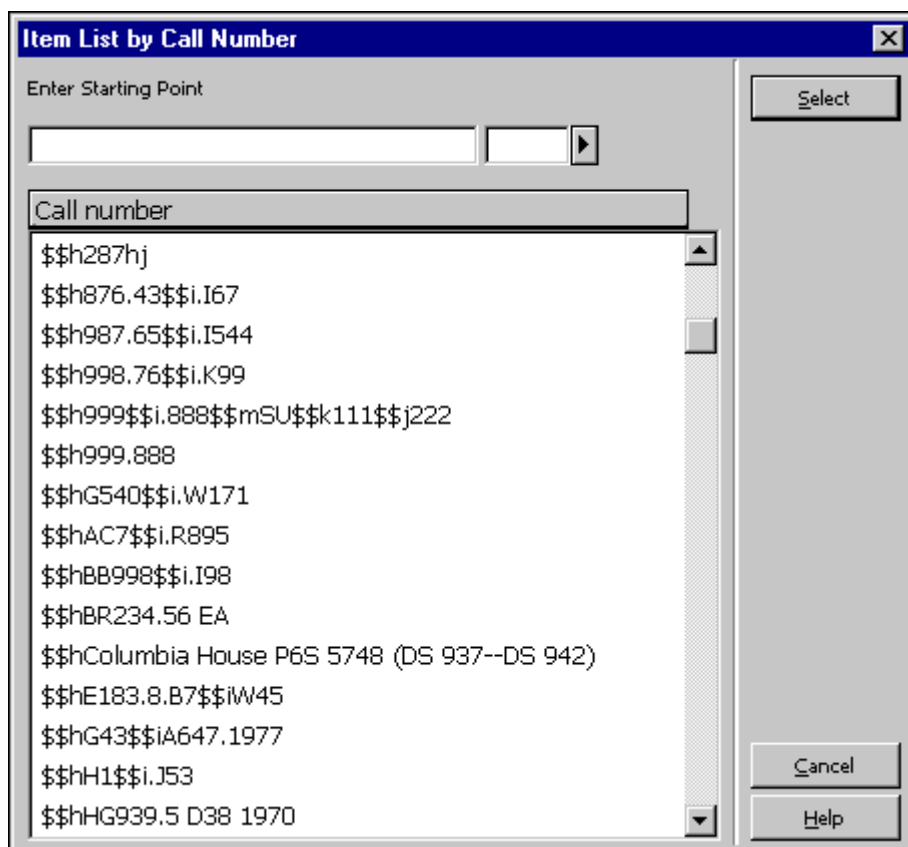 Item List by Call Number
Enter Starting Point
Select
Call number
$$h287hj
$$h876.43$$i.I67
$$h987.65$$i.I544
$$h998.76$$i.K99
$$h999$$i.888$$mSU$$k111$$j222
$$h999.888
$$hG540$$i.W171
$$hAC7$$i.R895
$$hBB998$$i.I98
$$hBR234.56 EA
$$hColumbia House P6S 5748 (DS 937--DS 942)
$$hE183.8.B7$$iW45
$$hG43$$iA647.1977
$$hH1$$i.J53
$$hHG939.5 D38 1970
Cancel
Help